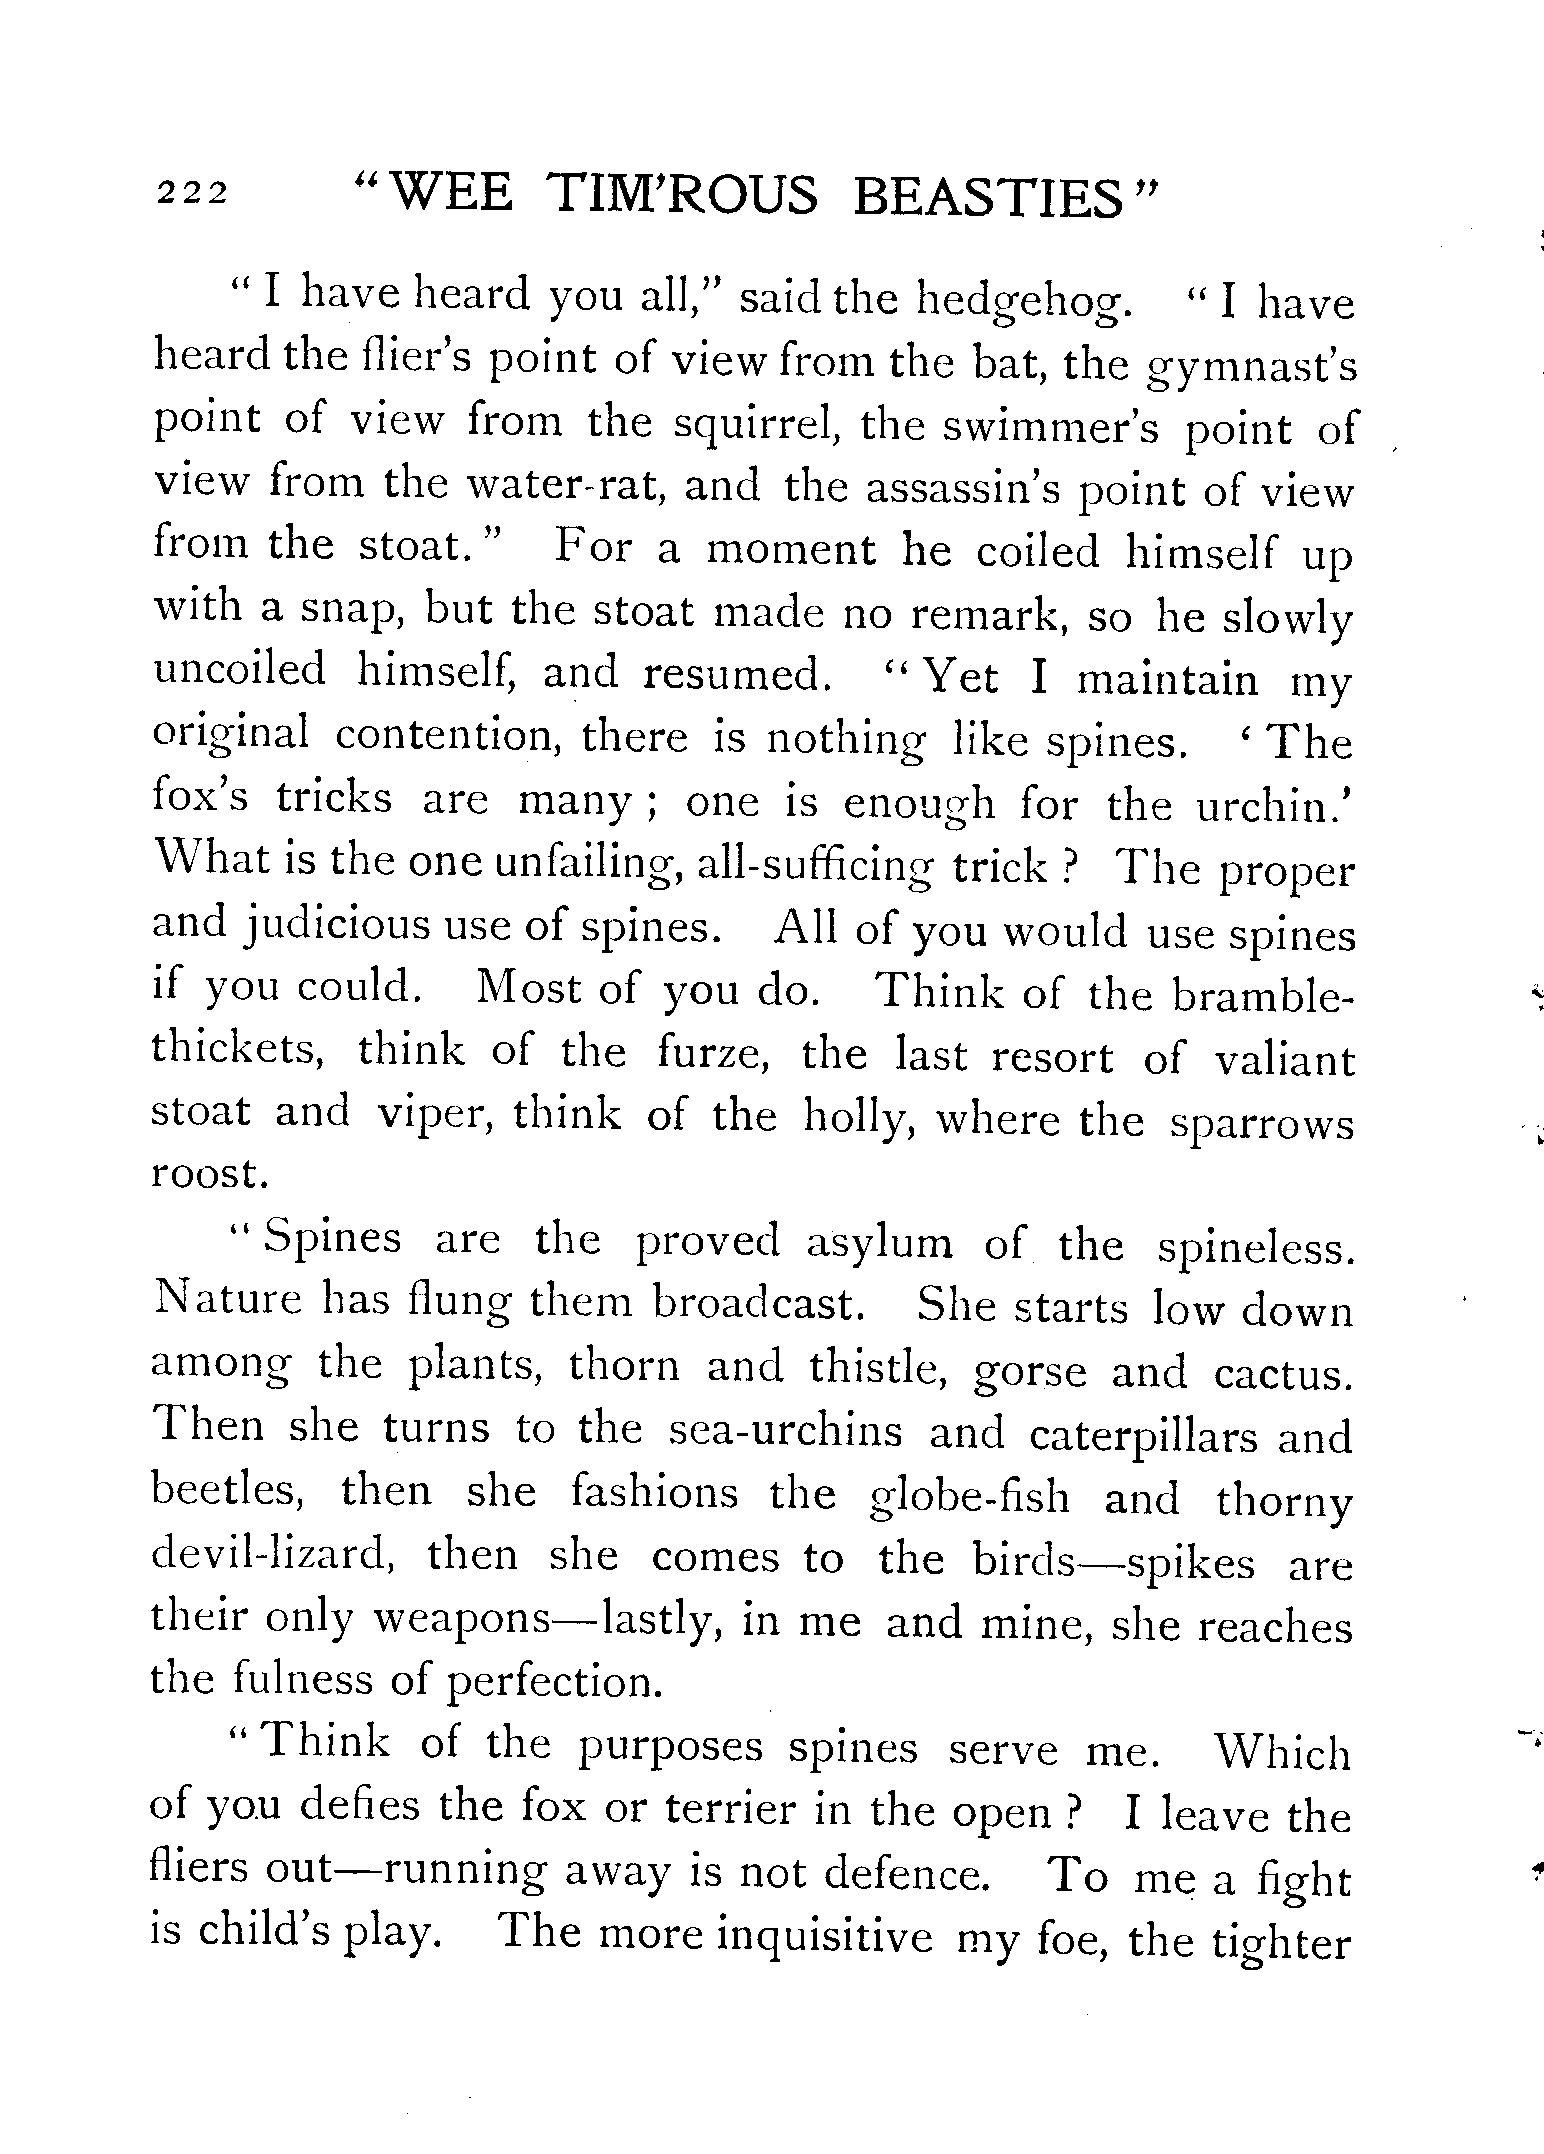 222 “WEE TIM’ROUS BEASTIES”
“I have heard you all,” said the hedgehog. “I have
heard the flier’s point of view from the bat, the gymnast’s
point of view from the squirrel, the swimmer’s point of
view from the water-rat, and the assassin’s point of view
from the stoat.” For a moment he coiled himself up
with a snap, but the stoat made no remark, so he slowly
uncoiled himself, and resumed. “Yet I maintain my
original contention, there is nothing like spines. ‘The
fox’s tricks are many; one is enough for the urchin.’
What is the one unfailing, all-sufficing trick? The proper
and judicious use of spines. All of you would use spines
if you could. Most of you do. Think of the bramble-
thickets, think of the furze, the last resort of valiant
stoat and viper, think of the holly, where the sparrows
roost.
“Spines are the proved asylum of the spineless.
Nature has flung them broadcast. She starts low down
among the plants, thorn and thistle, gorse and cactus.
Then she turns to the sea-urchins and caterpillars and
beetles, then she fashions the globe-fish and thorny
devil-lizard, then she comes to the birds—spikes are
their only weapons—lastly, in me and mine, she reaches
the fulness of perfection.
“Think of the purposes spines serve me. Which
of you defies the fox or terrier in the open? I leave the
fliers out—running away is not defence. To me a fight
is child’s play. The more inquisitive my foe, the tighter